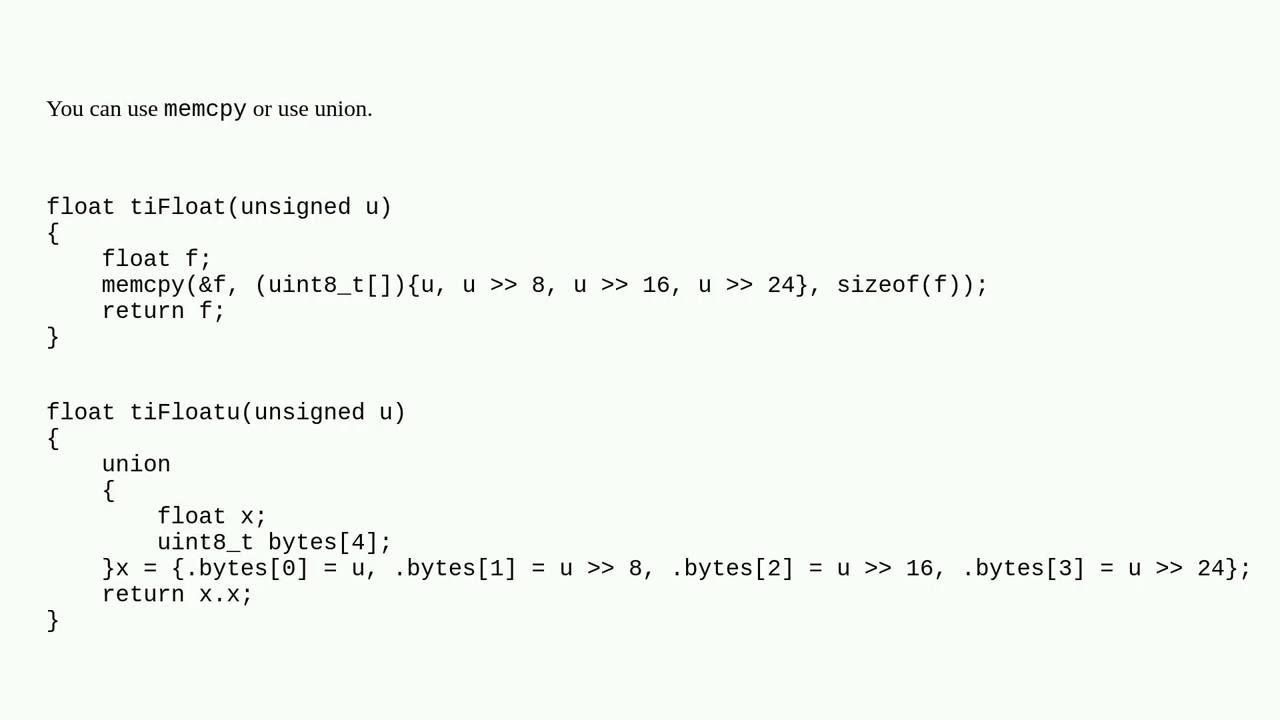 You can use memcpy or use union.
float tiFloat(unsigned u)
{
    float f;
    memcpy(&f, (uint8_t[]){u, u >> 8, u >> 16, u >> 24}, sizeof(f));
    return f;
}
float tiFloatu(unsigned u)
{
    union
    {
        float x;
        uint8_t bytes[4];
    }x = {.bytes[0] = u, .bytes[1] = u >> 8, .bytes[2] = u >> 16, .bytes[3] = u >> 24};
    return x.x;
}